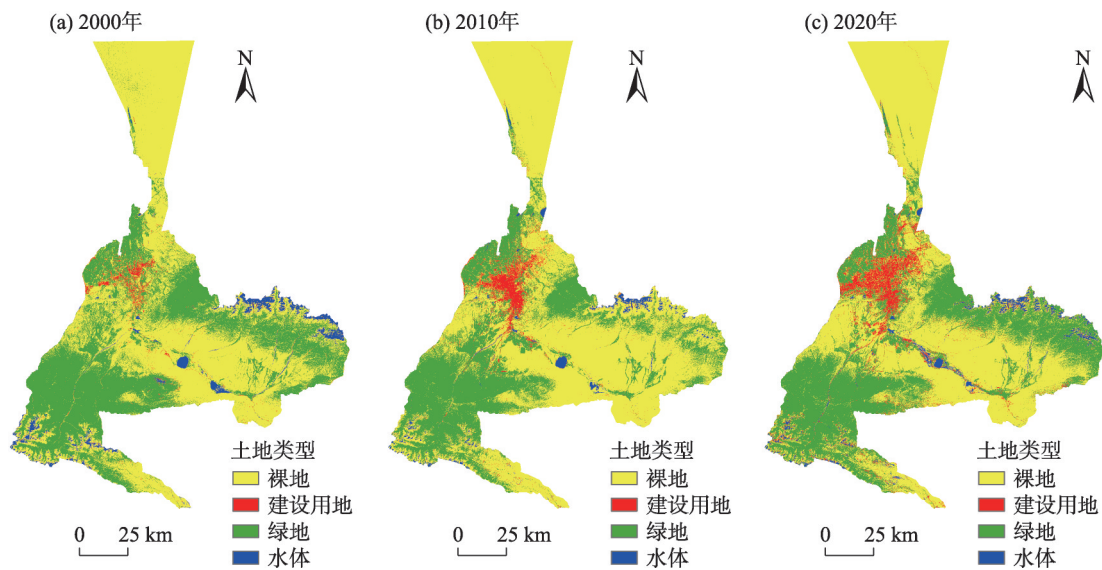 (a) 2000年
N
土地类型
裸地
建设用地
绿地
水体
0 25 km
(b) 2010年
N
土地类型
裸地
建设用地
绿地
水体
0 25 km
(c) 2020年
N
土地类型
裸地
建设用地
绿地
水体
0 25 km